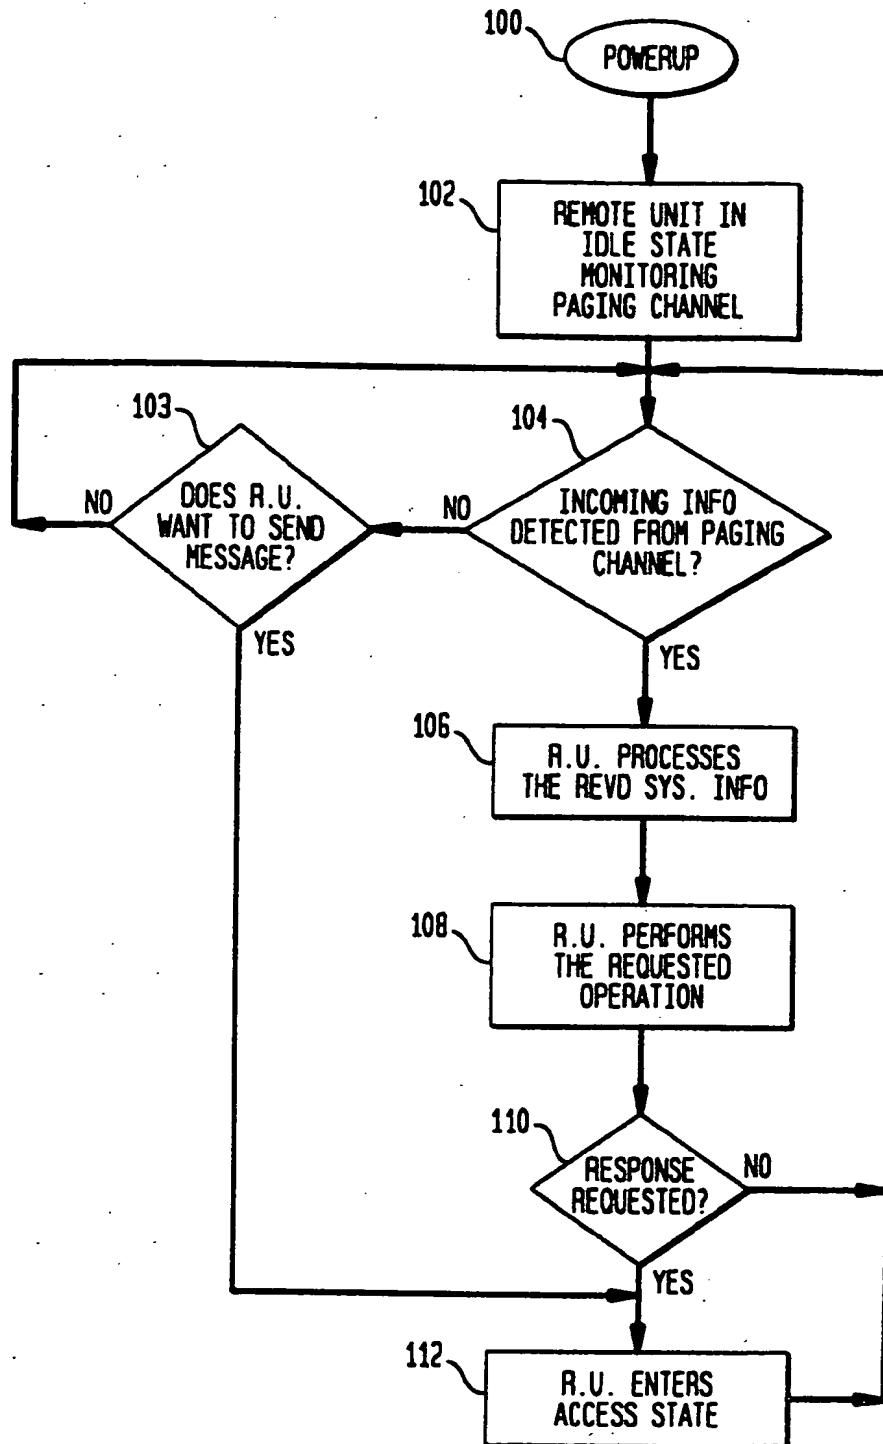 100
POWERUP
102
REMOTE UNIT IN
IDLE STATE
MONITORING
PAGING CHANNEL
103
104
NO
DOES R.U.
WANT TO SEND
MESSAGE?
NO
INCOMING INFO
DETECTED FROM PAGING
CHANNEL?
YES
YES
106
R.U. PROCESSES
THE REVD SYS. INFO
108
R.U. PERFORMS
THE REQUESTED
OPERATION
110
RESPONSE
REQUESTED?
NO
YES
112
R.U. ENTERS
ACCESS STATE